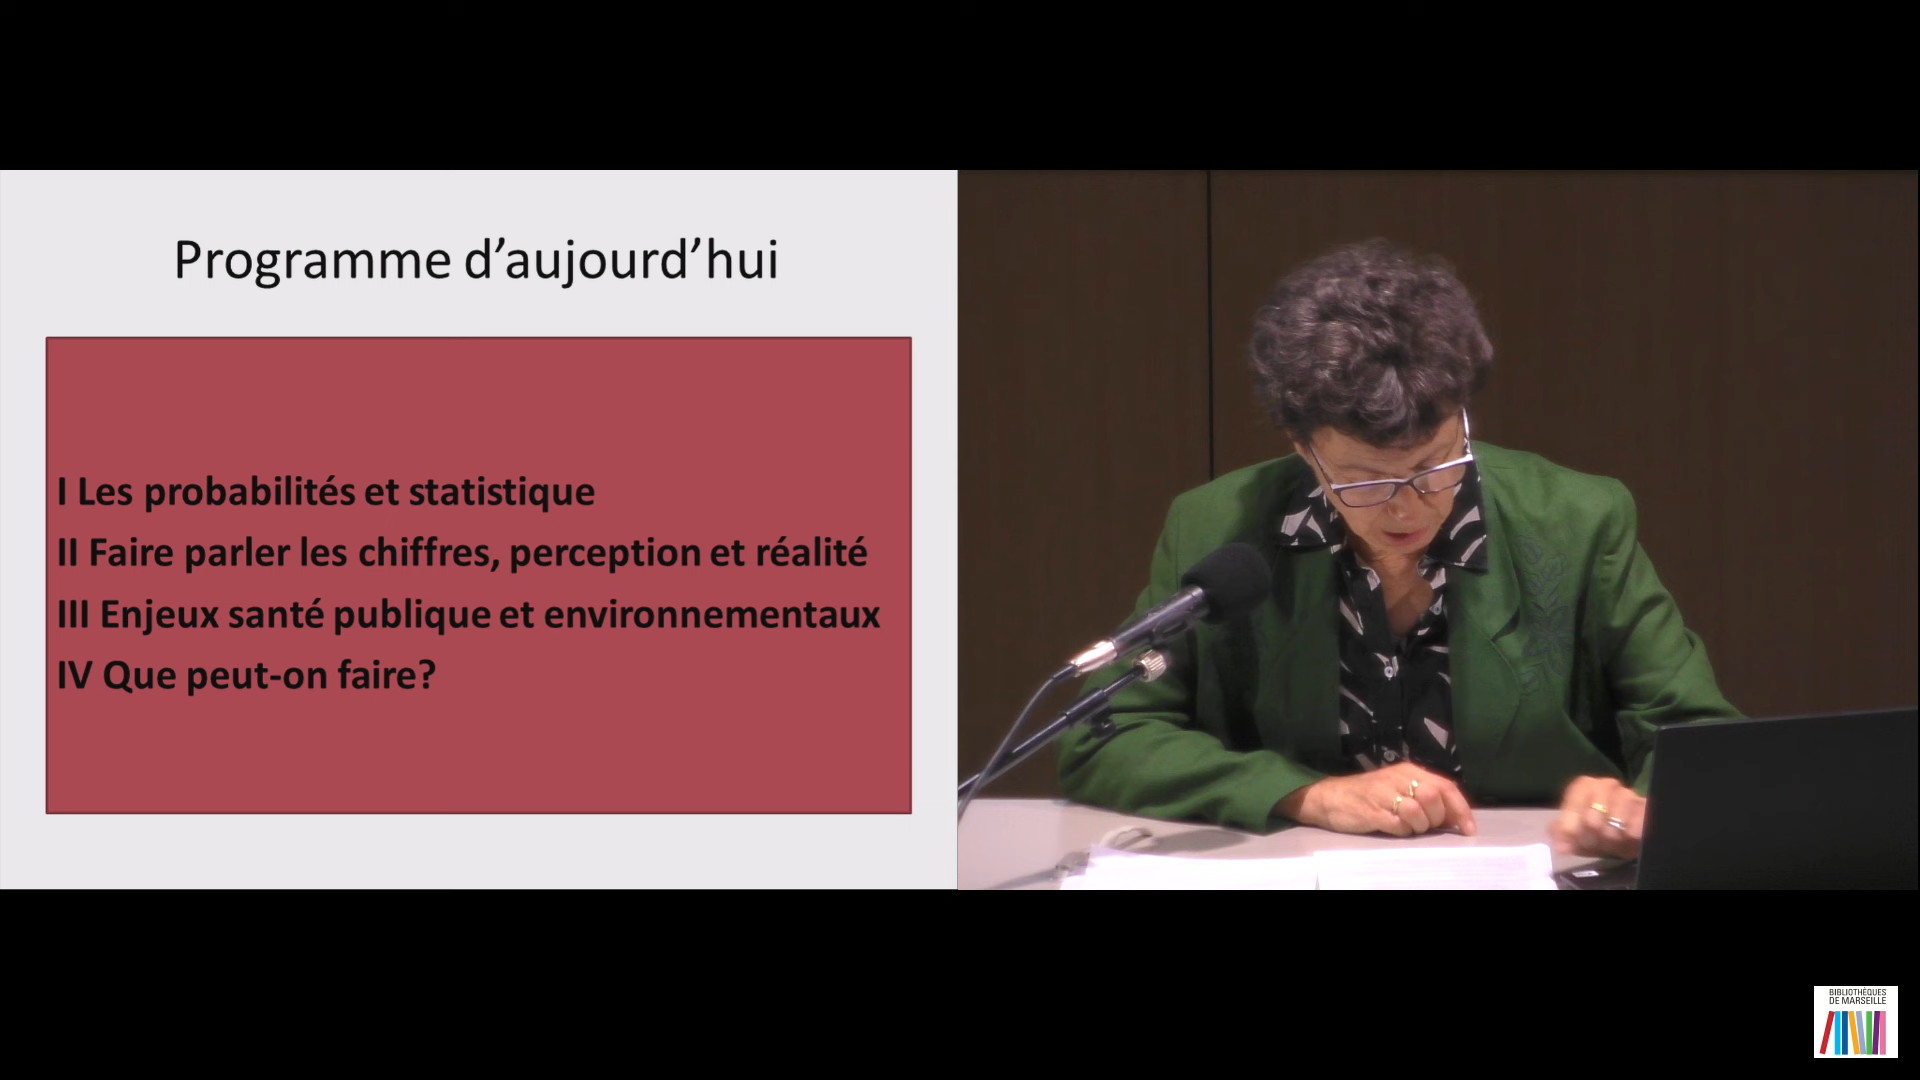 Programme d’aujourd’hui
I Les probabilités et statistique
II Faire parler les chiffres, perception et réalité
III Enjeux santé publique et environnementaux
IV Que peut-on faire?
BIBLIOTHÈQUES
DE MARSEILLE